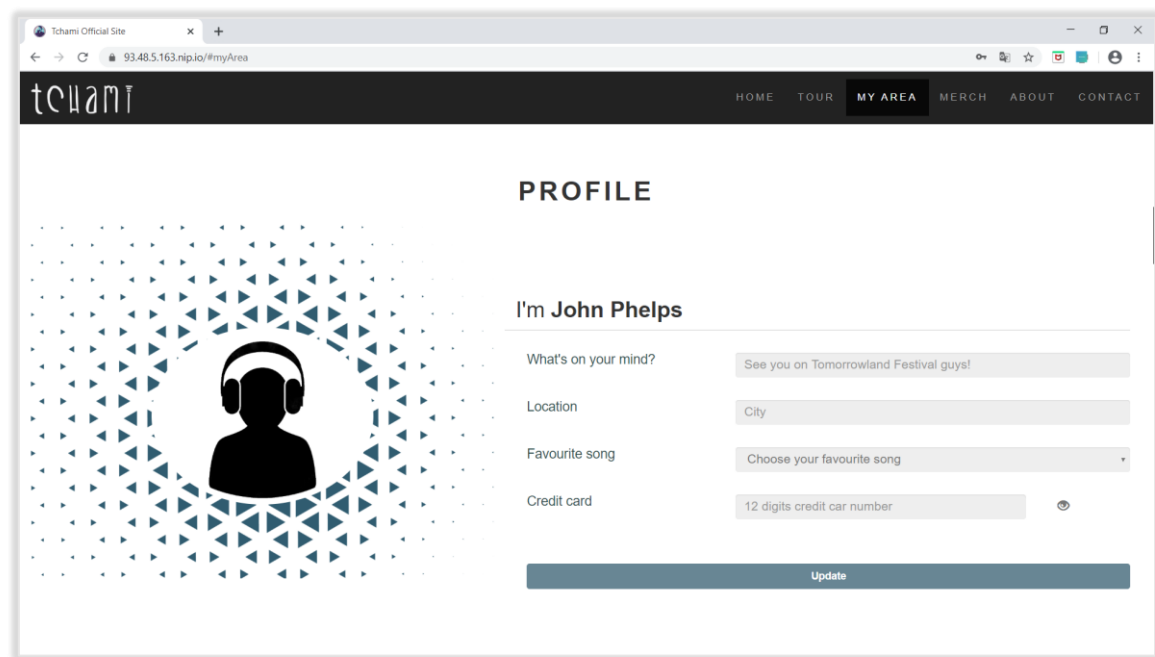 Tchami Official Site
93.48.5.163.nip.io/#myArea
tchami
HOME TOUR MY AREA MERCH ABOUT CONTACT
PROFILE
I'm John Phelps
What's on your mind? See you on Tomorrowland Festival guys!
Location City
Favourite song Choose your favourite song
Credit card 12 digits credit car number
Update